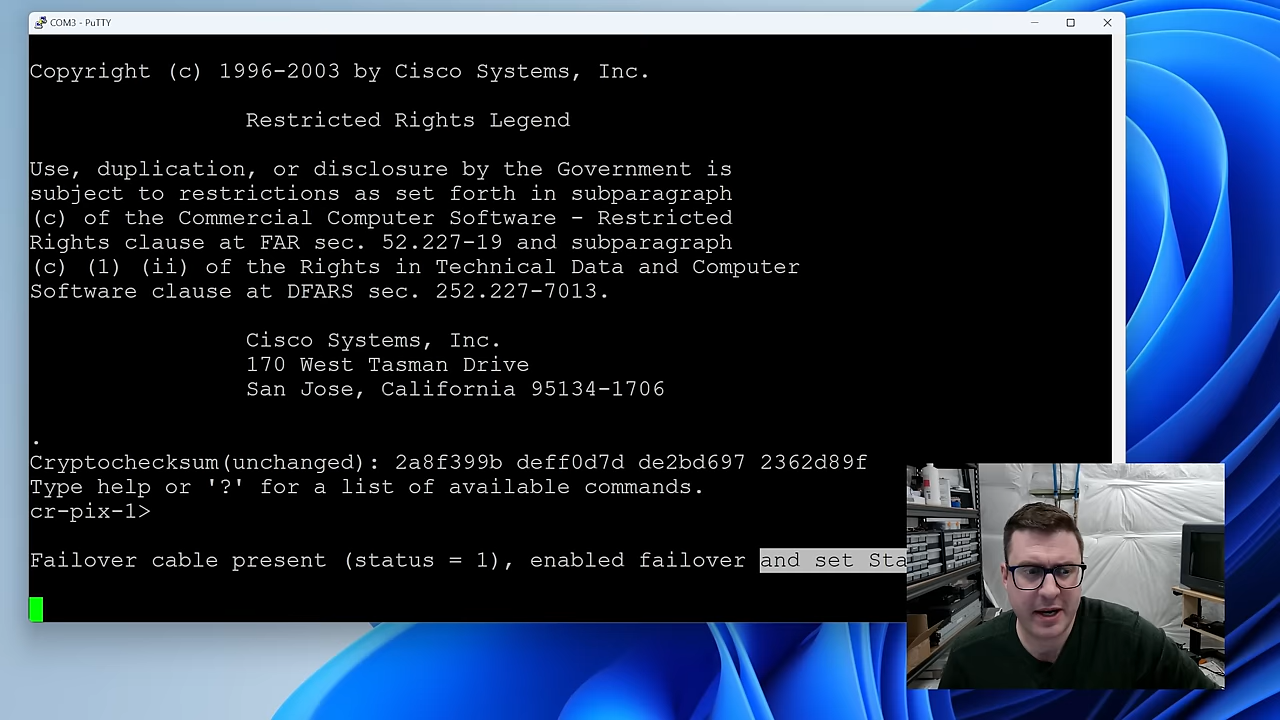 COM3 - PuTTY
Copyright (c) 1996-2003 by Cisco Systems, Inc.
Restricted Rights Legend
Use, duplication, or disclosure by the Government is
subject to restrictions as set forth in subparagraph
(c) of the Commercial Computer Software - Restricted
Rights clause at FAR sec. 52.227-19 and subparagraph
(c) (1) (ii) of the Rights in Technical Data and Computer
Software clause at DFARS sec. 252.227-7013.
Cisco Systems, Inc.
170 West Tasman Drive
San Jose, California 95134-1706
.
Cryptochecksum(unchanged): 2a8f399b deff0d7d de2bd697 2362d89f
Type help or '?' for a list of available commands.
cr-pix-1>
Failover cable present (status = 1), enabled failover and set Sta